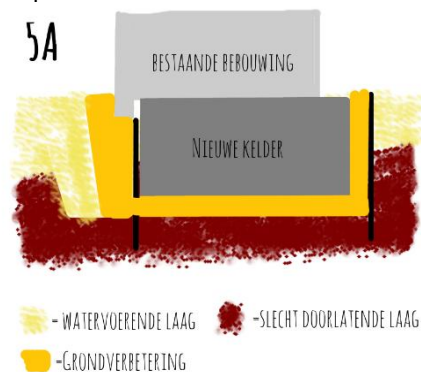 5A
BESTAANDE BEBOUWING
NIEUWE KELDER
= WATERVOERENDE LAAG
=SLECHT DOORLATENDE LAAG
=GRONDVERBETERING